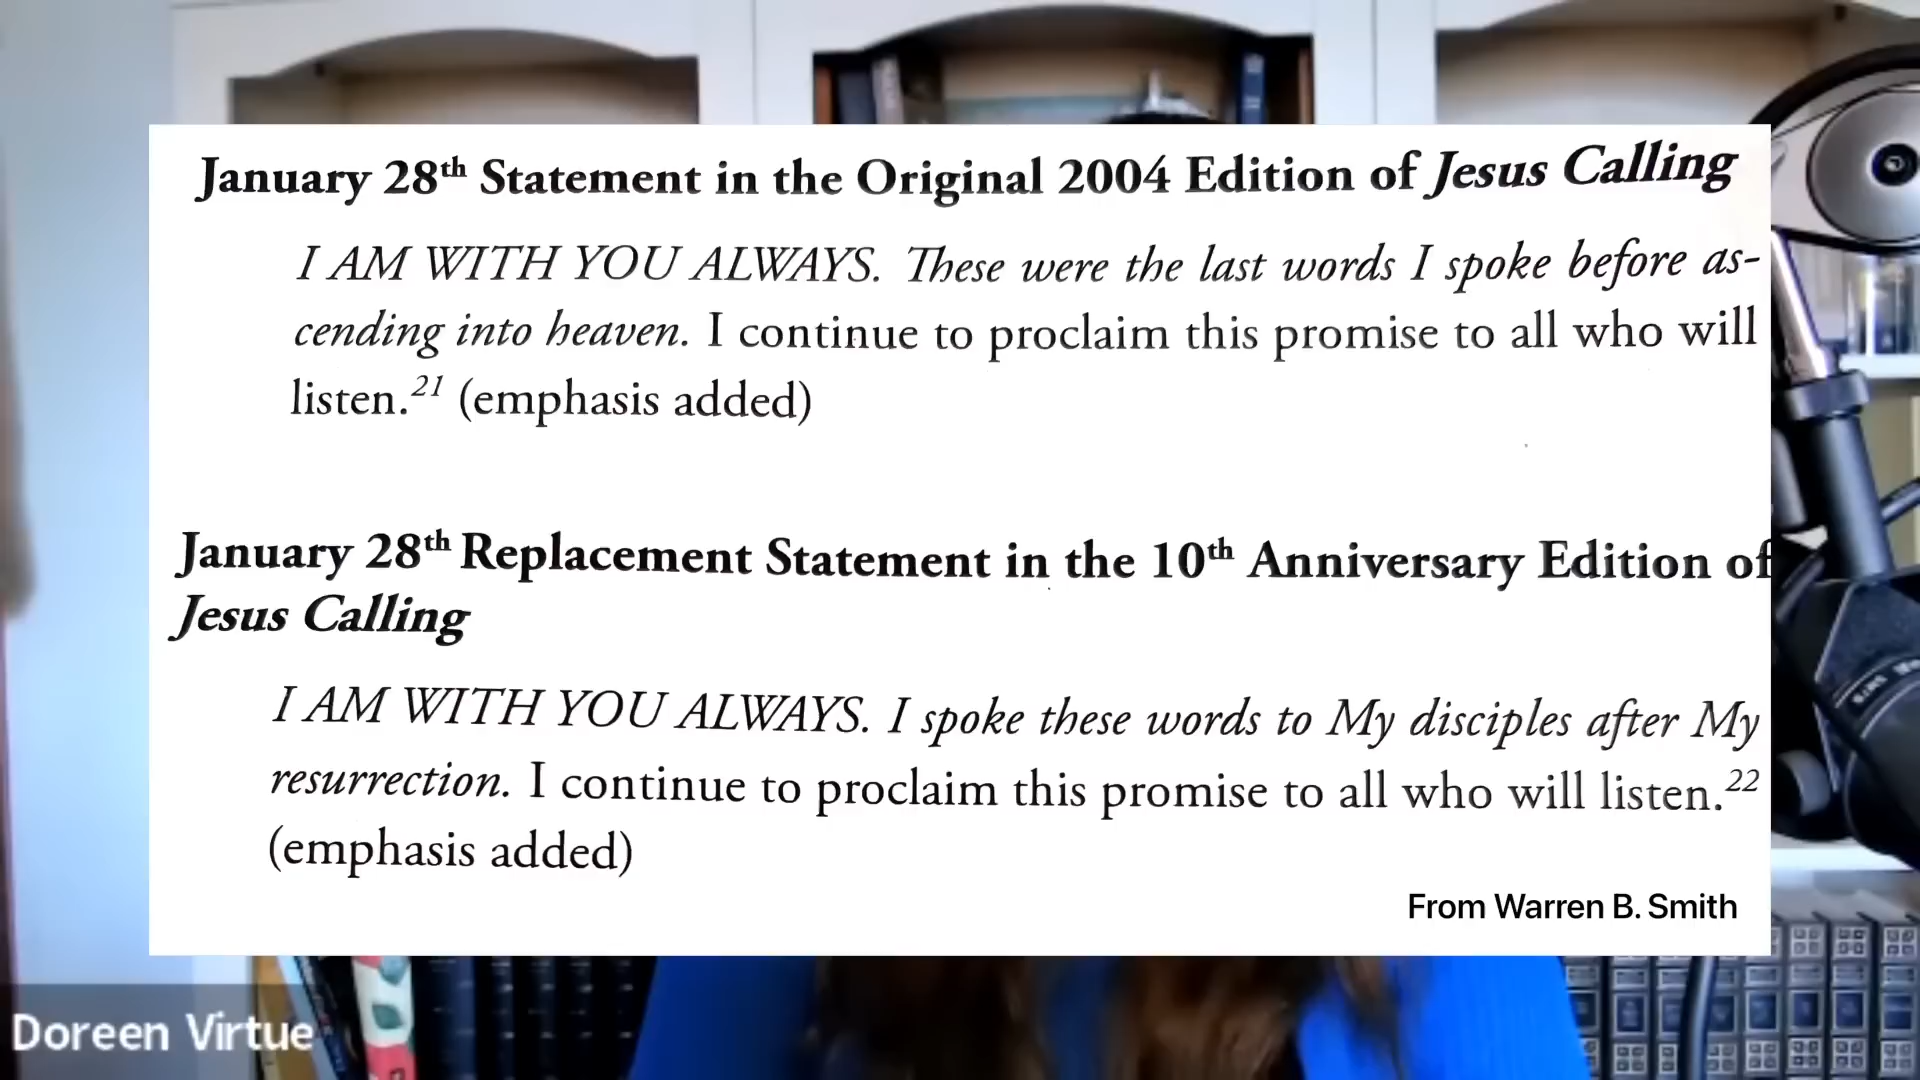 January 28th Statement in the Original 2004 Edition of Jesus Calling
I AM WITH YOU ALWAYS. These were the last words I spoke before as-
cending into heaven. I continue to proclaim this promise to all who will
listen.21 (emphasis added)
January 28th Replacement Statement in the 10th Anniversary Edition of
Jesus Calling
I AM WITH YOU ALWAYS. I spoke these words to My disciples after My
resurrection. I continue to proclaim this promise to all who will listen.22
(emphasis added)
From Warren B. Smith
Doreen Virtue